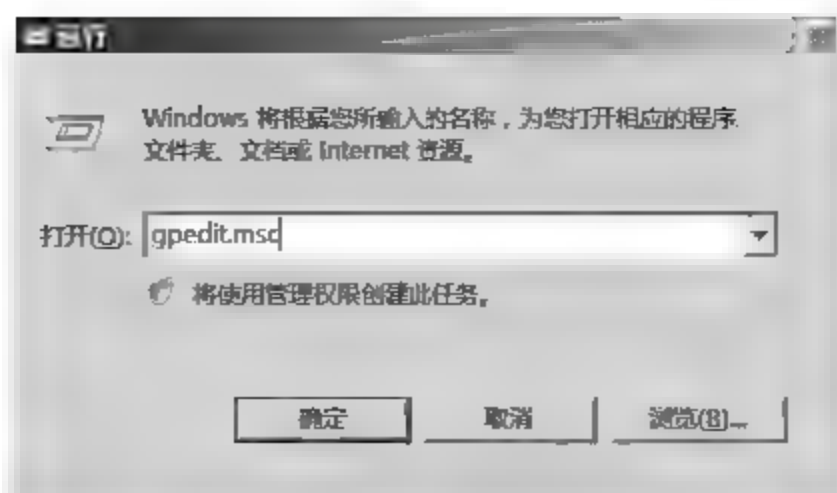 运行
Windows 将根据您所输入的名称，为您打开相应的程序、
文件夹、文档或 Internet 资源。
打开(O): gpedit.msc
将使用管理权限创建此任务。
确定 取消 浏览(B)...